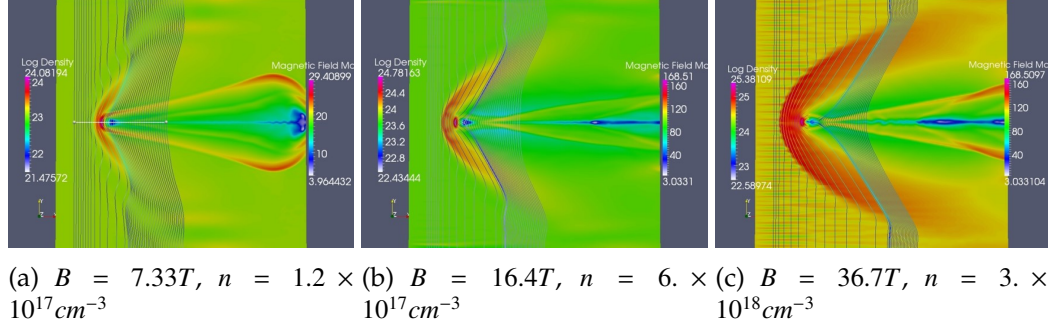 Log Density
24.08194
24
23
22
21.47572
Magnetic Field Ma
29.40899
20
10
3.964432
Log Density
24.78163
24.4
24.0
23.6
23.2
22.8
22.43444
Magnetic Field Ma
168.51
160
120
80
40
3.0331
Log Density
25.38109
25
24
23
22.58974
Magnetic Field Ma
168.5097
160
120
80
40
3.033104
(a) B = 7.33T, n = 1.2 ×
10^17 cm^−3
(b) B = 16.4T, n = 6. ×
10^17 cm^−3
(c) B = 36.7T, n = 3. ×
10^18 cm^−3